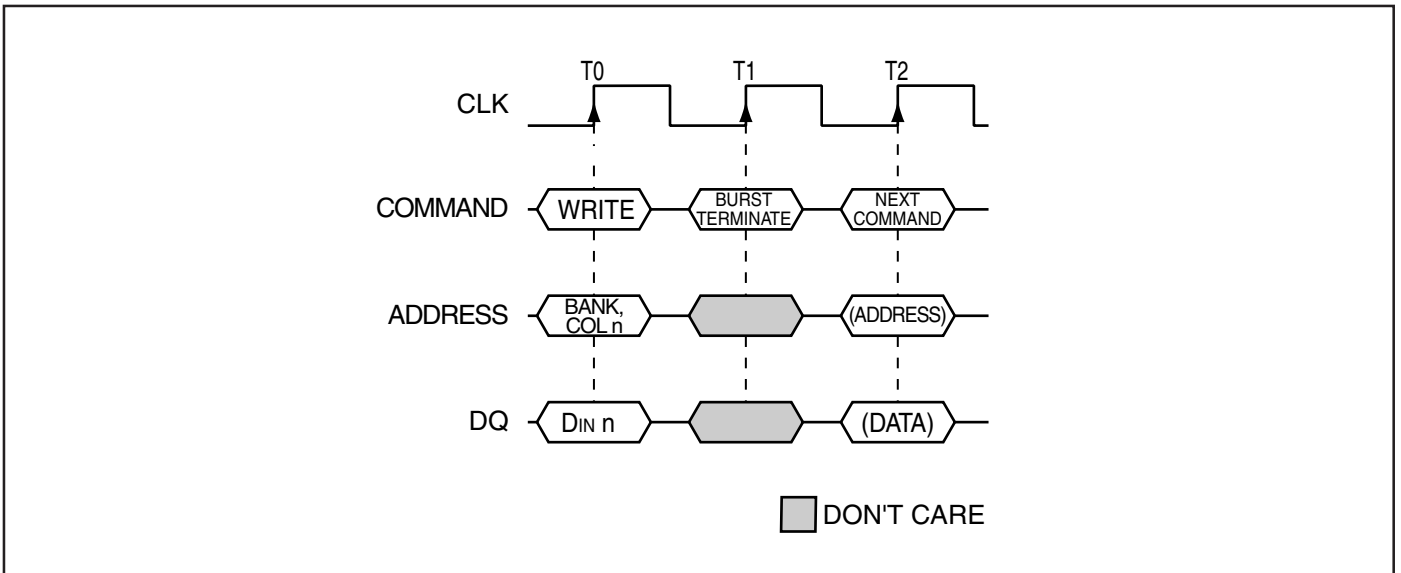 T0 T1 T2
CLK
COMMAND WRITE BURST TERMINATE NEXT COMMAND
ADDRESS BANK, COL n (ADDRESS)
DQ DIN n (DATA)
DON'T CARE